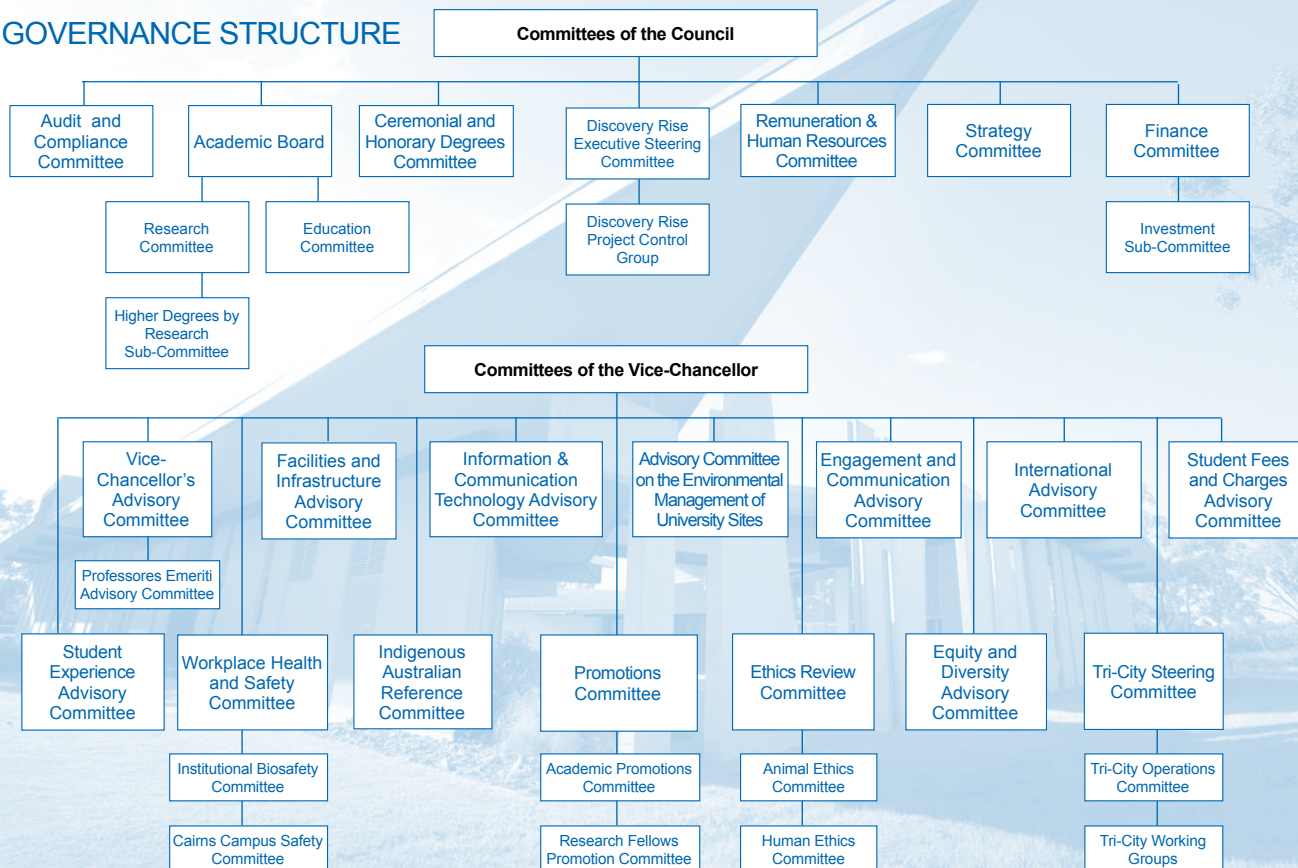 GOVERNANCE STRUCTURE
Committees of the Council
Audit and
Compliance
Committee
Academic Board
Ceremonial and
Honorary Degrees
Committee
Discovery Rise
Executive Steering
Committee
Remuneration &
Human Resources
Committee
Strategy
Committee
Finance
Committee
Research
Committee
Education
Committee
Discovery Rise
Project Control
Group
Investment
Sub-Committee
Higher Degrees by
Research
Sub-Committee
Committees of the Vice-Chancellor
Vice-
Chancellor's
Advisory
Committee
Facilities and
Infrastructure
Advisory
Committee
Information &
Communication
Technology Advisory
Committee
Advisory Committee
on the Environmental
Management of
University Sites
Engagement and
Communication
Advisory
Committee
International
Advisory
Committee
Student Fees
and Charges
Advisory
Committee
Professores Emeriti
Advisory Committee
Student
Experience
Advisory
Committee
Workplace Health
and Safety
Committee
Indigenous
Australian
Reference
Committee
Promotions
Committee
Ethics Review
Committee
Equity and
Diversity
Advisory
Committee
Tri-City Steering
Committee
Institutional Biosafety
Committee
Academic Promotions
Committee
Animal Ethics
Committee
Tri-City Operations
Committee
Cairns Campus Safety
Committee
Research Fellows
Promotion Committee
Human Ethics
Committee
Tri-City Working
Groups